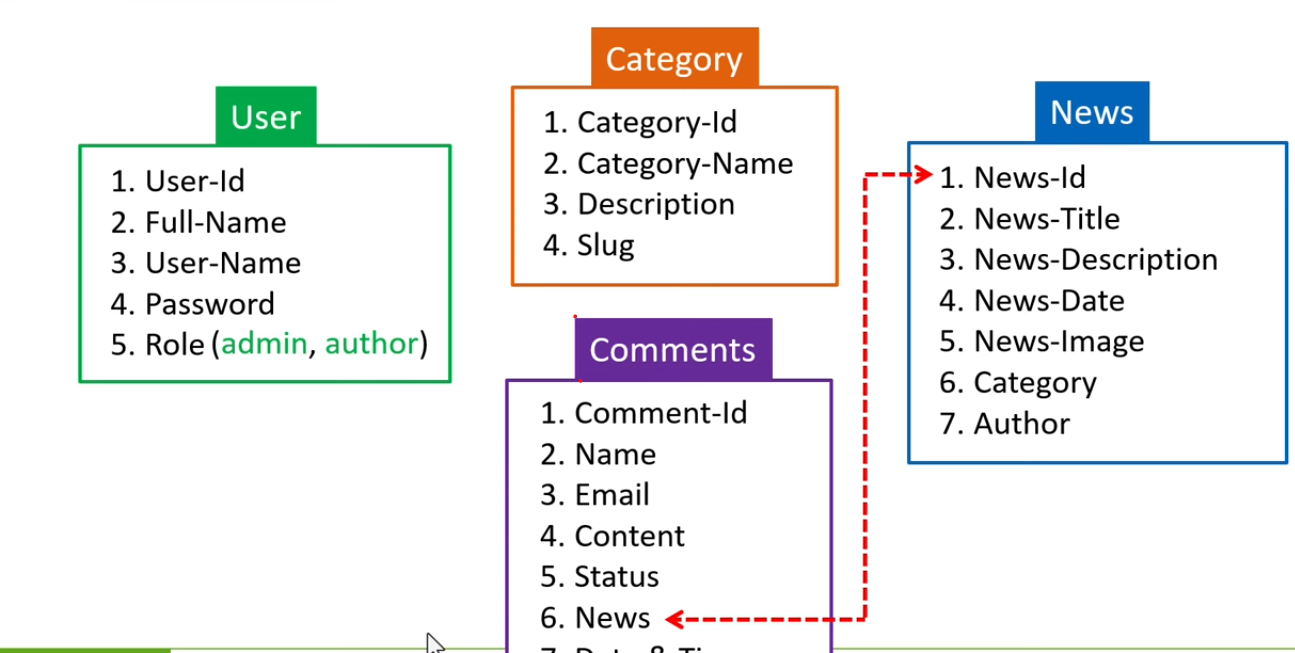 User
1. User-Id
2. Full-Name
3. User-Name
4. Password
5. Role (admin, author)
Category
1. Category-Id
2. Category-Name
3. Description
4. Slug
Comments
1. Comment-Id
2. Name
3. Email
4. Content
5. Status
6. News
News
1. News-Id
2. News-Title
3. News-Description
4. News-Date
5. News-Image
6. Category
7. Author